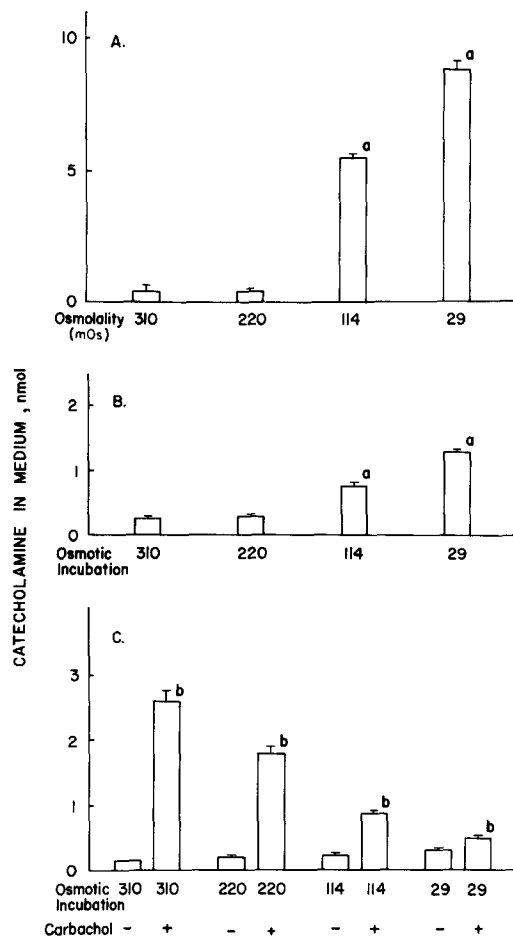 CATECHOLAMINE IN MEDIUM, nmol
A.
10
5
0
a
a
Osmolality 310 220 114 29
(mOs)
B.
2
1
0
a
a
Osmotic 310 220 114 29
Incubation
C.
3
2
1
0
b
b
b
b
Osmotic 310 310 220 220 114 114 29 29
Incubation
Carbachol - + - + - + - +